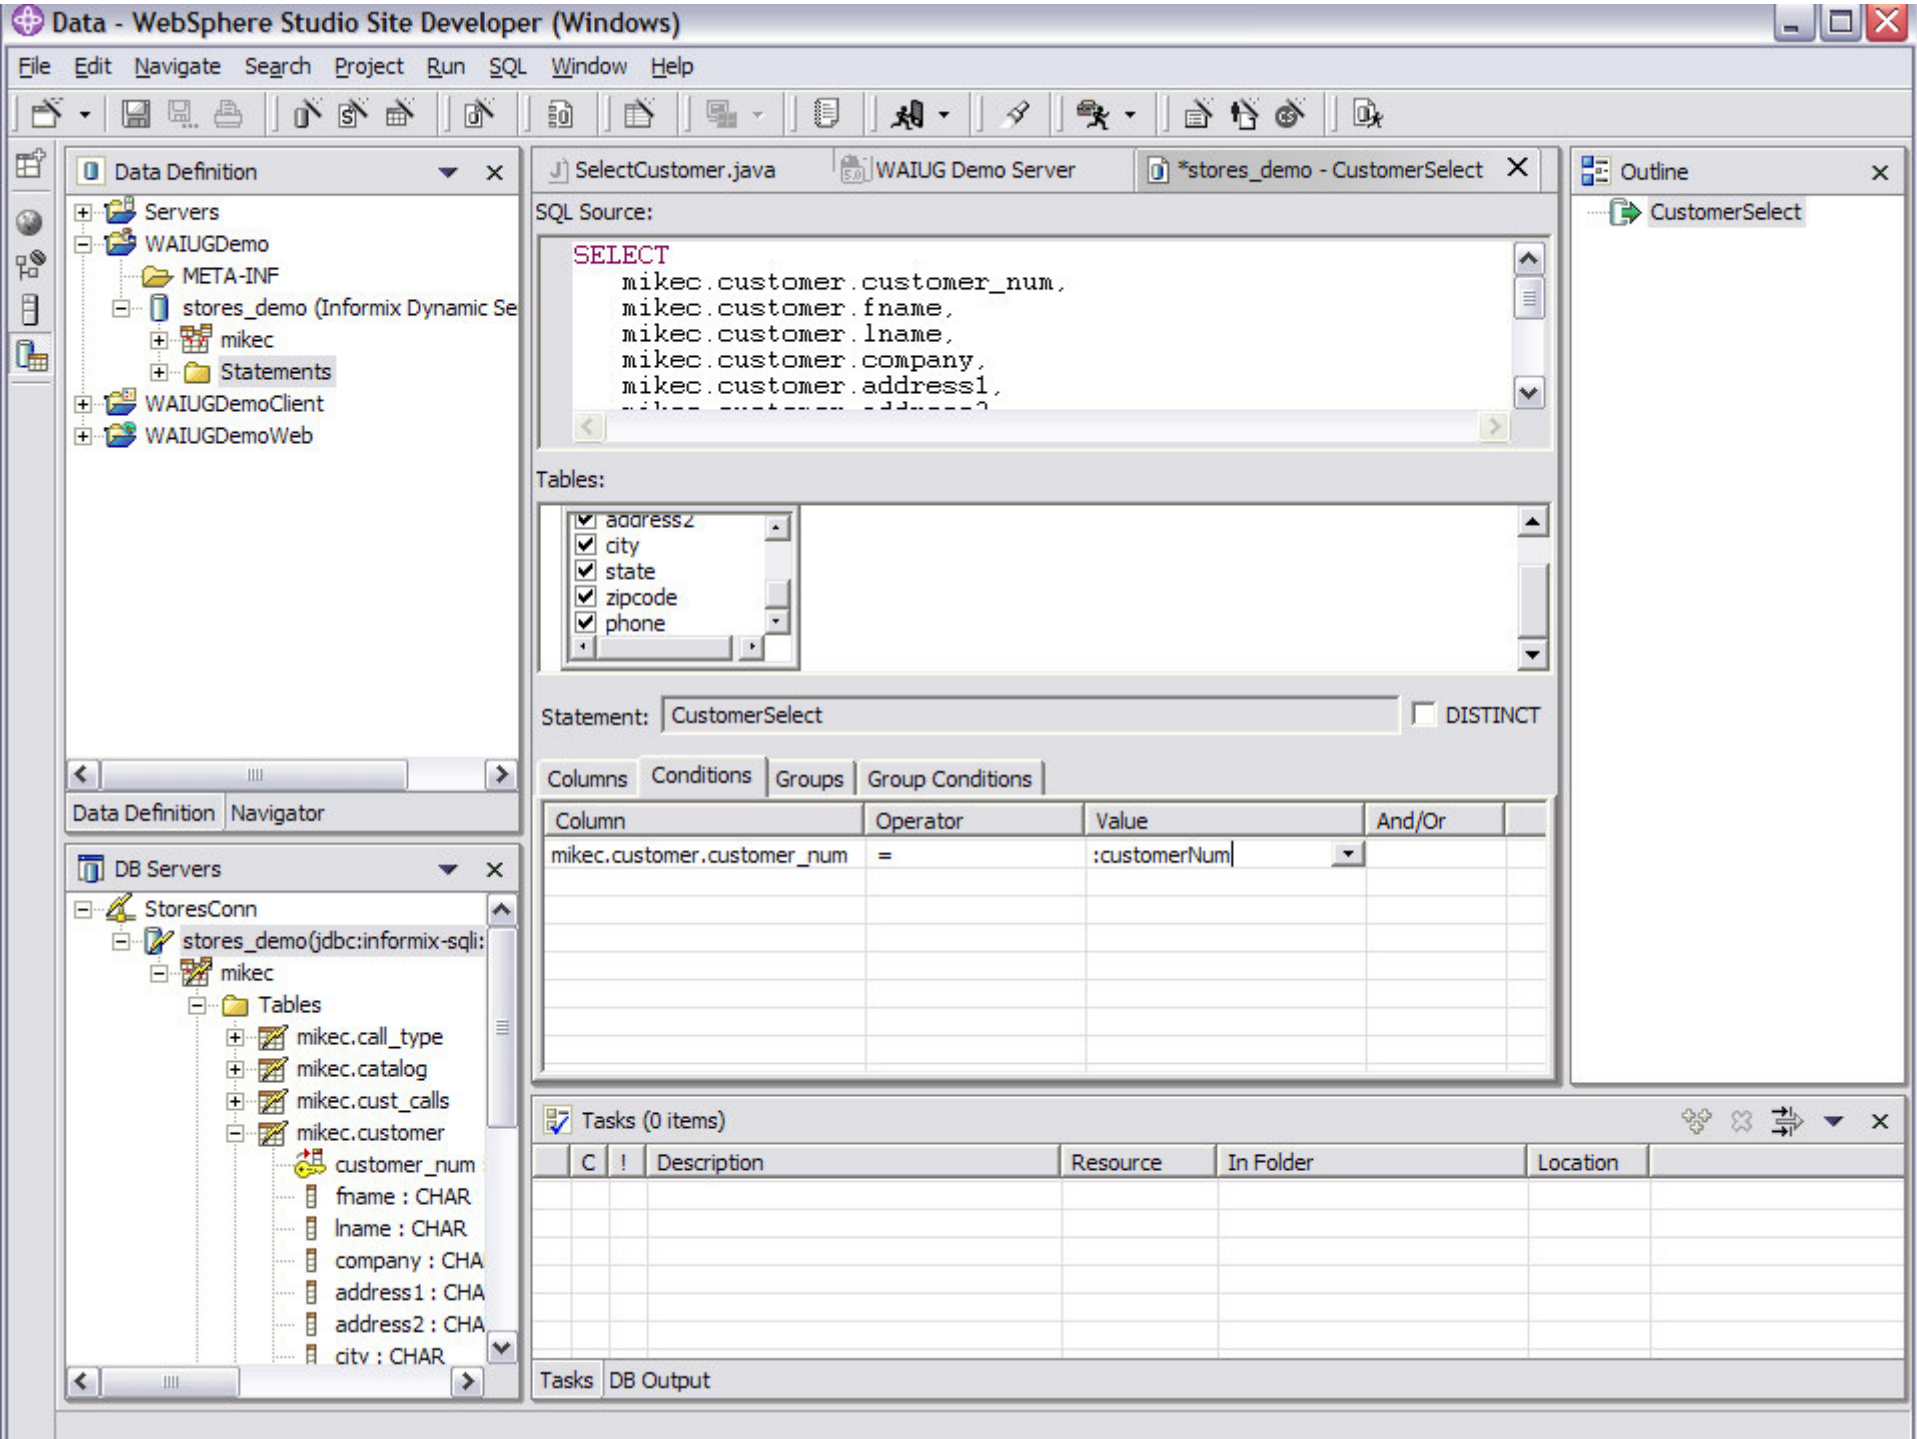 Data - WebSphere Studio Site Developer (Windows)
File Edit Navigate Search Project Run SQL Window Help
Data Definition
Servers
WAIUGDemo
META-INF
stores_demo (Informix Dynamic Se
mikec
Statements
WAIUGDemoClient
WAIUGDemoWeb
Data Definition Navigator
DB Servers
StoresConn
stores_demo(jdbc:informix-sqli:
mikec
Tables
mikec.call_type
mikec.catalog
mikec.cust_calls
mikec.customer
customer_num
fname : CHAR
lname : CHAR
company : CHA
address1 : CHA
address2 : CHA
city : CHAR
SelectCustomer.java WAIUG Demo Server *stores_demo - CustomerSelect
SQL Source:
SELECT
mikec.customer.customer_num,
mikec.customer.fname,
mikec.customer.lname,
mikec.customer.company,
mikec.customer.address1,
mikec.customer.address2
Tables:
address2
city
state
zipcode
phone
Statement: CustomerSelect DISTINCT
Columns Conditions Groups Group Conditions
Column Operator Value And/Or
mikec.customer.customer_num = :customerNum
Outline
CustomerSelect
Tasks (0 items)
C ! Description Resource In Folder Location
Tasks DB Output